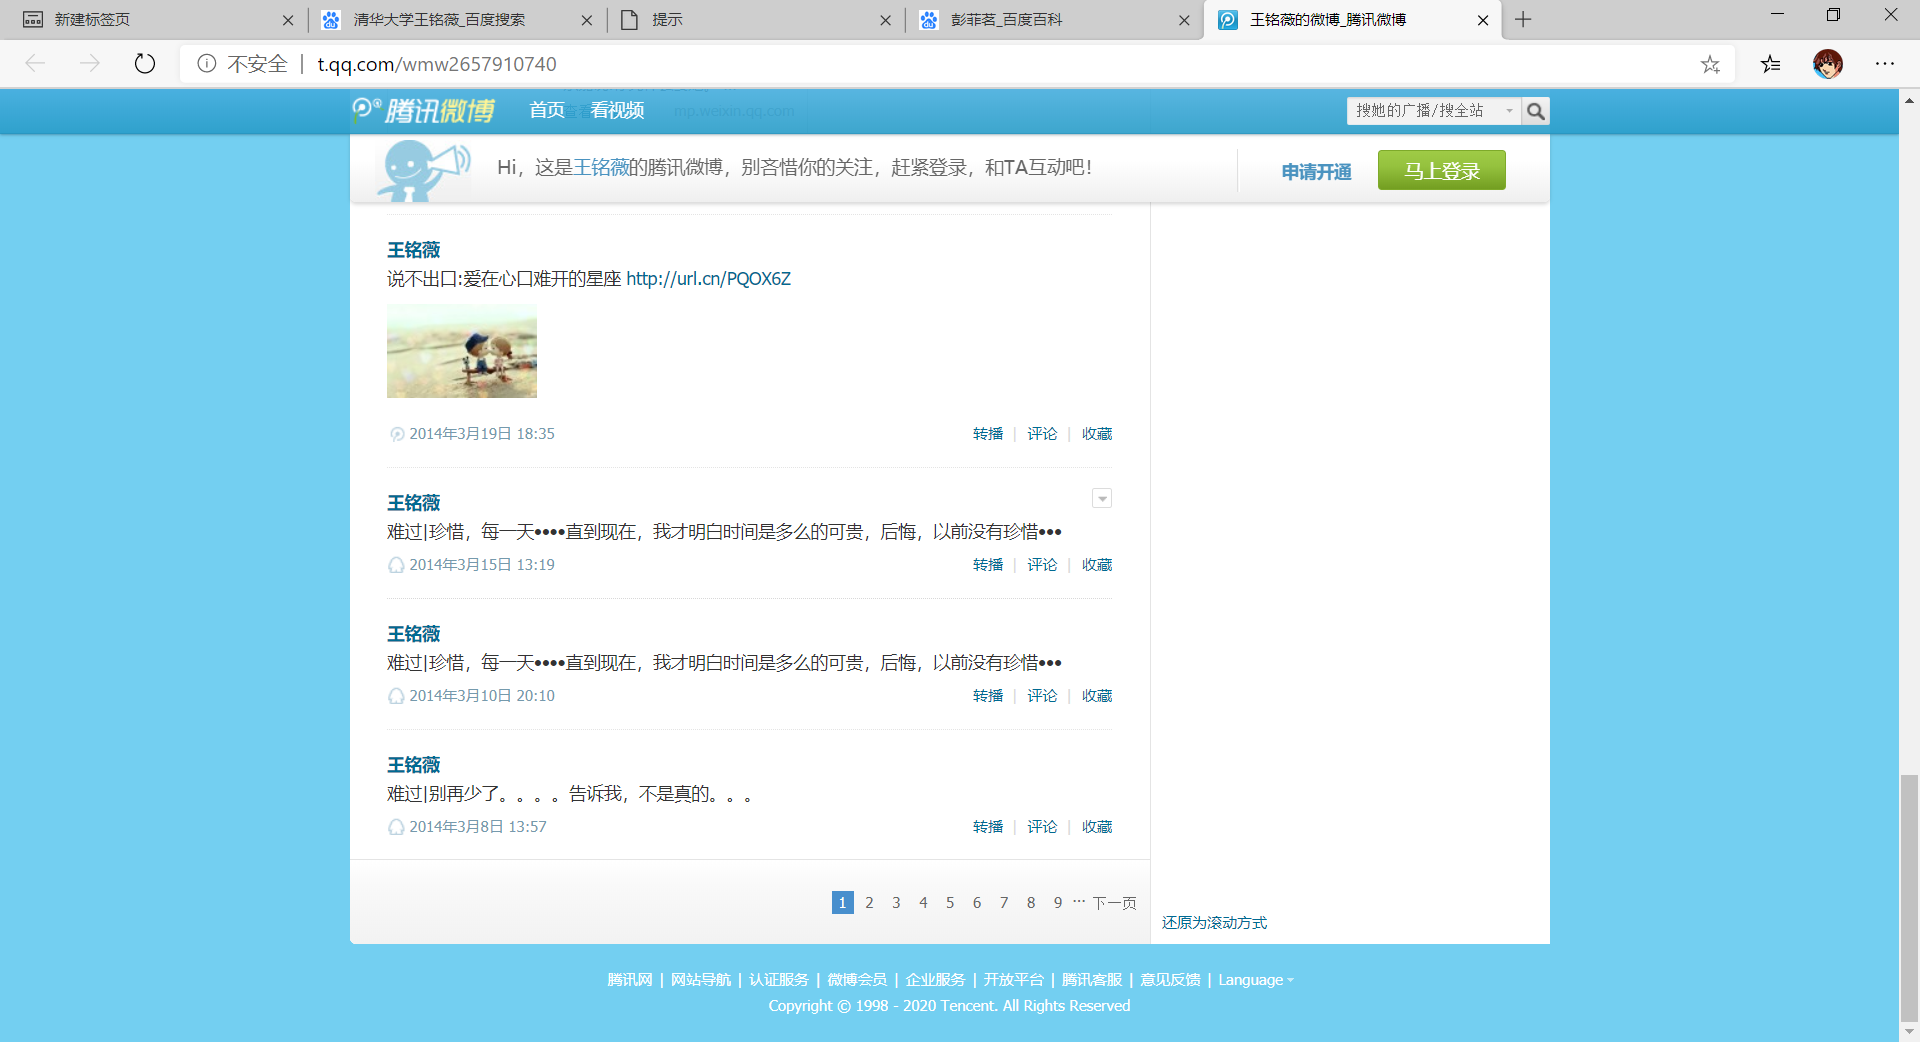 新建标签页
清华大学王铭薇_百度搜索
提示
彭菲茗_百度百科
王铭薇的微博_腾讯微博
不安全 | t.qq.com/wmw2657910740
腾讯微博 首页 看视频 mp.weixin.qq.com
搜她的广播/搜全站
Hi，这是王铭薇的腾讯微博，别吝惜你的关注，赶紧登录，和TA互动吧！
申请开通 马上登录
王铭薇
说不出口:爱在心口难开的星座 http://url.cn/PQOX6Z
2014年3月19日 18:35 转播 | 评论 | 收藏
王铭薇
难过|珍惜，每一天••••直到现在，我才明白时间是多么的可贵，后悔，以前没有珍惜•••
2014年3月15日 13:19 转播 | 评论 | 收藏
王铭薇
难过|珍惜，每一天••••直到现在，我才明白时间是多么的可贵，后悔，以前没有珍惜•••
2014年3月10日 20:10 转播 | 评论 | 收藏
王铭薇
难过|别再少了。。。。告诉我，不是真的。。。
2014年3月8日 13:57 转播 | 评论 | 收藏
1 2 3 4 5 6 7 8 9 ··· 下一页
还原为滚动方式
腾讯网 | 网站导航 | 认证服务 | 微博会员 | 企业服务 | 开放平台 | 腾讯客服 | 意见反馈 | Language
Copyright © 1998 - 2020 Tencent. All Rights Reserved